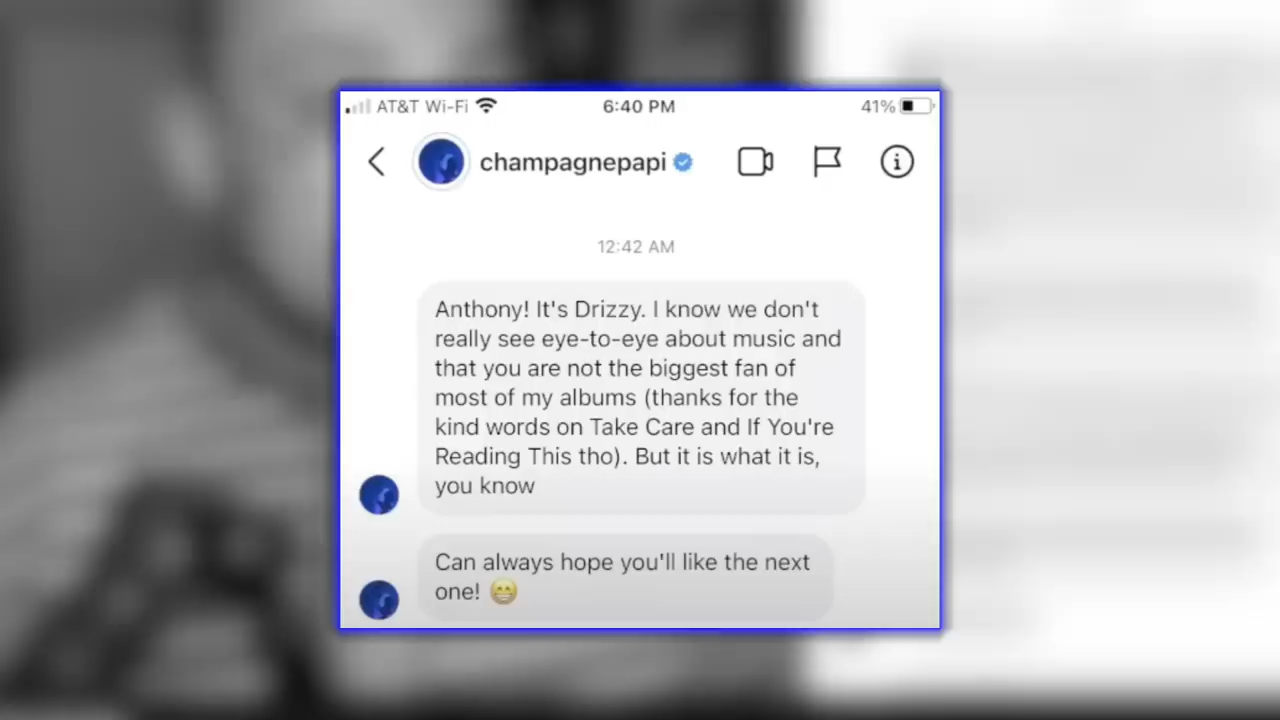 AT&T Wi-Fi 6:40 PM 41%
champagnepapi
12:42 AM
Anthony! It's Drizzy. I know we don't
really see eye-to-eye about music and
that you are not the biggest fan of
most of my albums (thanks for the
kind words on Take Care and If You're
Reading This tho). But it is what it is,
you know
Can always hope you'll like the next
one! 😁